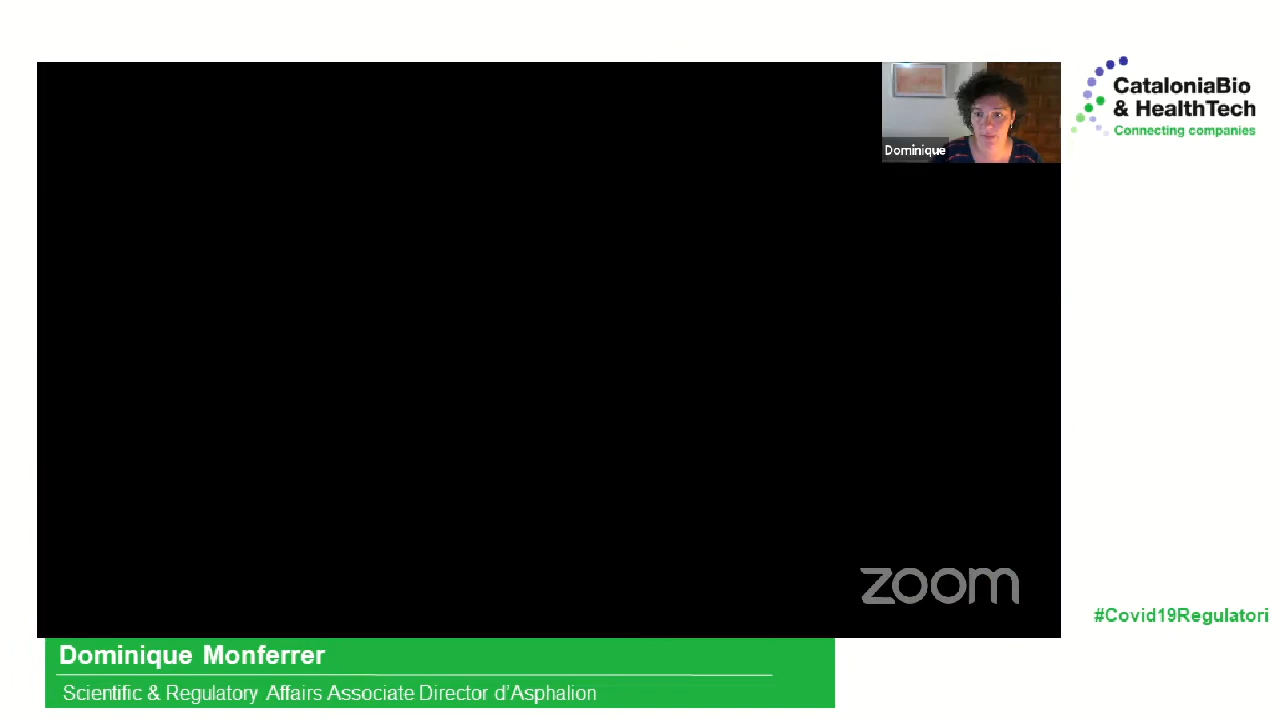 Dominique
CataloniaBio
& HealthTech
Connecting companies
zoom
#Covid19Regulatori
Dominique Monferrer
Scientific & Regulatory Affairs Associate Director d’Asphalion